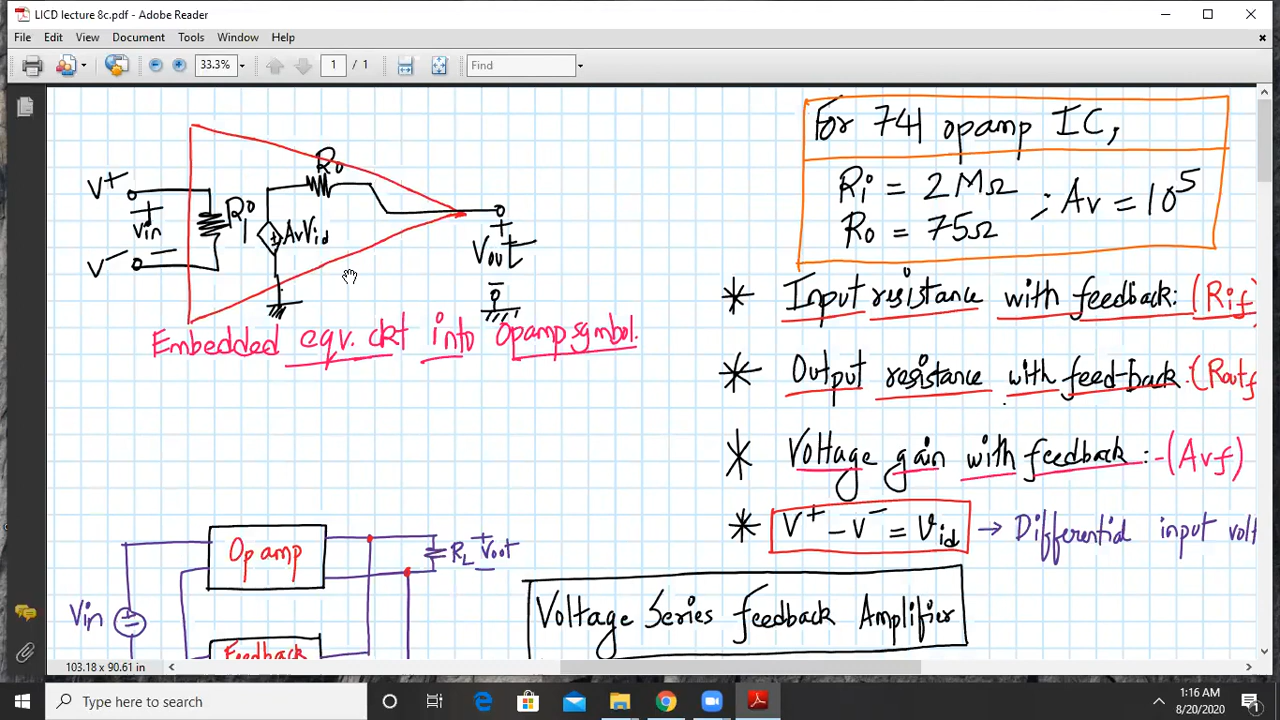 LICD lecture 8c.pdf - Adobe Reader
File Edit View Document Tools Window Help
33.3% 1 / 1 Find
For 741 opamp IC,
Ri = 2MΩ ; Av = 10^5
Ro = 75Ω
V+
+
Vin
-
V-
Ri
Ro
+
AvVid
+
Vout
-
Embedded eqv. ckt into Opamp symbol.
* Input resistance with feedback: (Rif
* Output resistance with feed-back.(Routf
* Voltage gain with feedback :-(Avf)
* V+ - V- = Vid → Differential input volt
Op amp
RL
+
Vout
-
Vin
Feedback
Voltage Series Feedback Amplifier
103.18 x 90.61 in
Type here to search
1:16 AM
8/20/2020
1